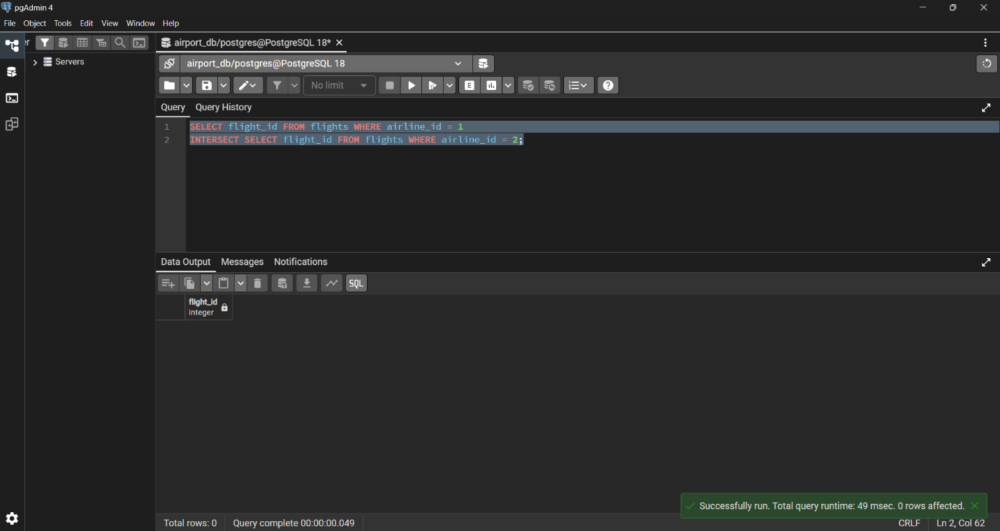 pgAdmin 4
File Object Tools Edit View Window Help
r
airport_db/postgres@PostgreSQL 18*
Servers
airport_db/postgres@PostgreSQL 18
No limit
E
Query Query History
1 SELECT flight_id FROM flights WHERE airline_id = 1
2 INTERSECT SELECT flight_id FROM flights WHERE airline_id = 2;
Data Output Messages Notifications
SQL
flight_id
integer
Successfully run. Total query runtime: 49 msec. 0 rows affected.
Total rows: 0 Query complete 00:00:00.049 CRLF Ln 2, Col 62